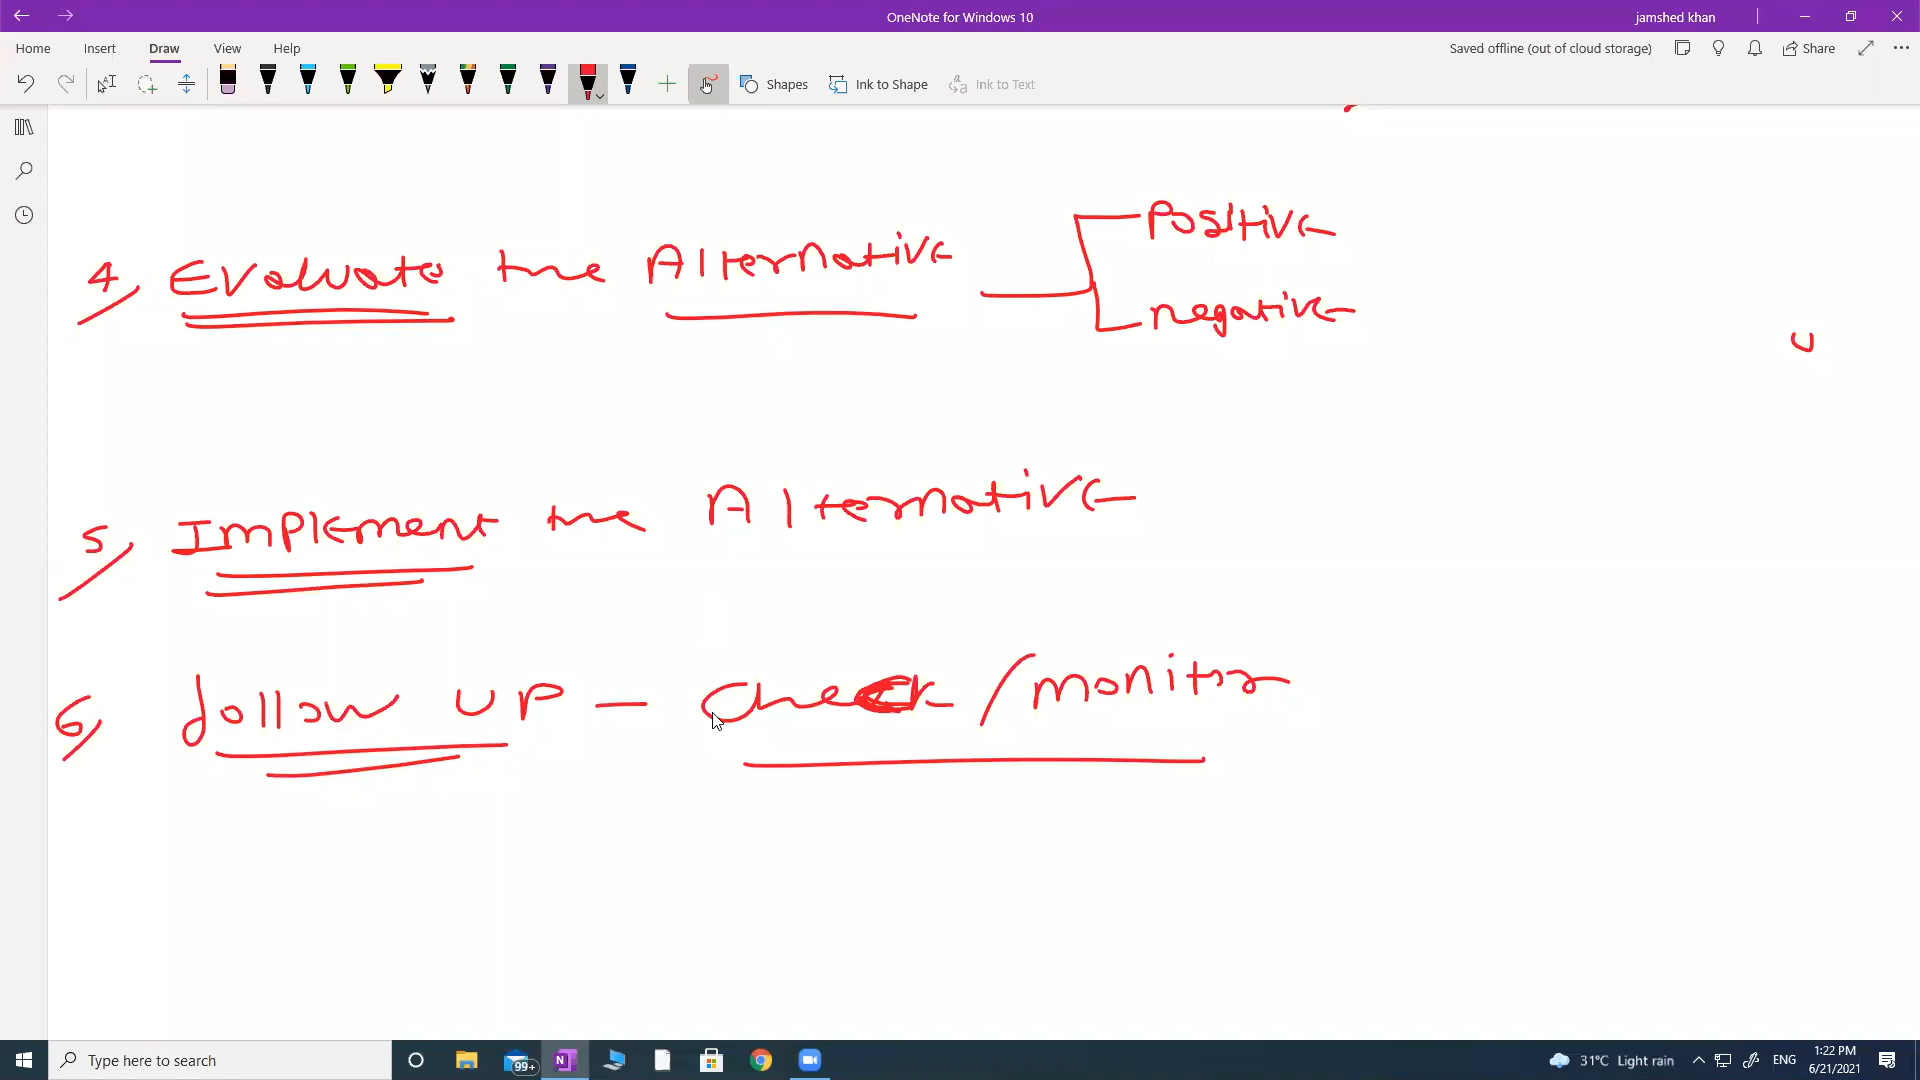 OneNote for Windows 10
jamshed khan
Home Insert Draw View Help
Saved offline (out of cloud storage)
Share
Shapes
Ink to Shape
Ink to Text
Positive
4, Evaluate the Alternative
negative
5, Implement the Alternative
6, follow up - check / monitor
Type here to search
99+
31°C Light rain
ENG
1:22 PM
6/21/2021